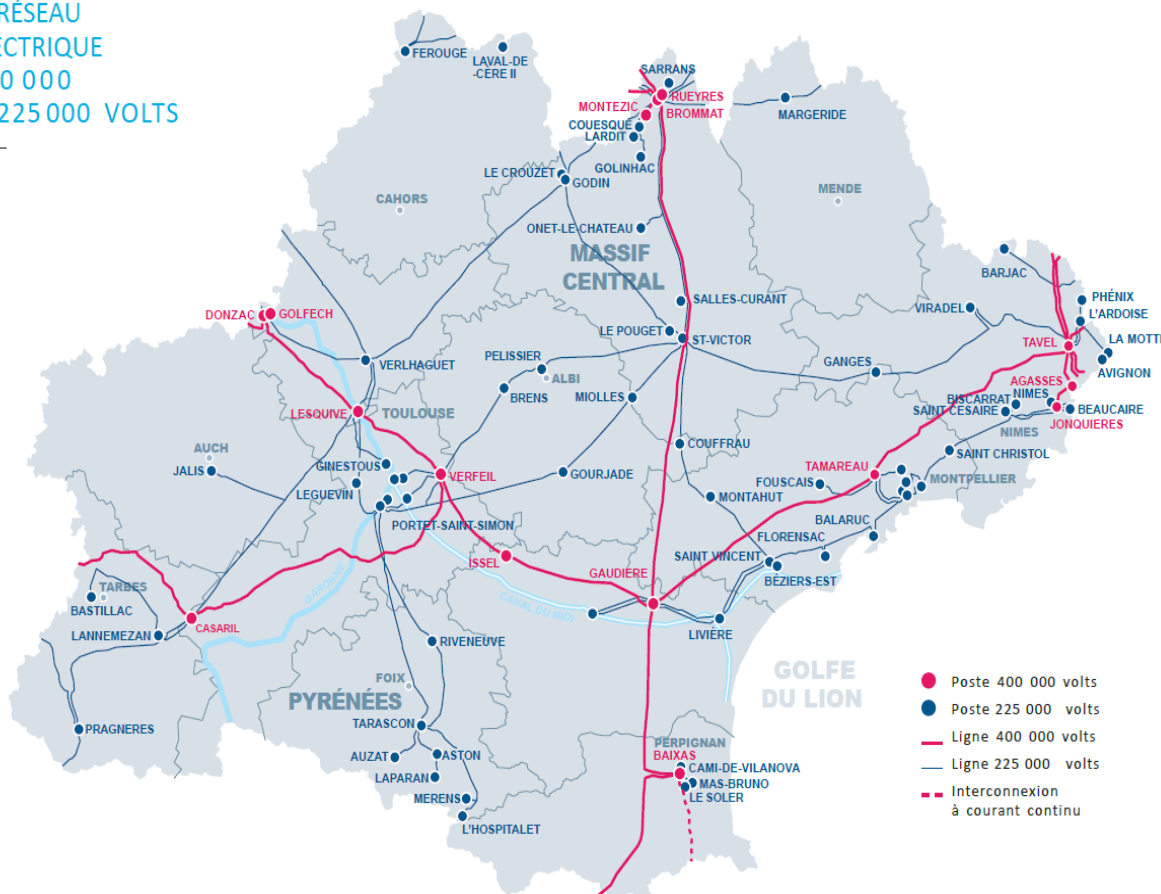 RÉSEAU
ECTRIQUE
0 000
225 000 VOLTS
FEROUGE
LAVAL-DE
-CÈRE II
SARRANS
RUEYRES
MONTEZIC
BROMMAT
MARGERIDE
COUESQUE
LARDIT
GOLINHAC
LE CROUZET
GODIN
CAHORS
MENDE
ONET-LE-CHATEAU
MASSIF
CENTRAL
BARJAC
SALLES-CURANT
PHÉNIX
VIRADEL
L'ARDOISE
DONZAC
GOLFECH
LE POUGET
ST-VICTOR
TAVEL
LA MOTT
PELISSIER
VERLHAGUET
GANGES
AVIGNON
ALBI
AGASSES
BRENS
MIOLLES
BISCARRAT
NIMES
LESQUIVE
TOULOUSE
SAINT CESAIRE
BEAUCAIRE
JONQUIERES
NIMES
AUCH
COUFFRAU
SAINT CHRISTOL
JALIS
GINESTOUS
VERFEIL
GOURJADE
TAMAREAU
FOUSCAIS
MONTPELLIER
LEGUEVIN
MONTAHUT
PORTET-SAINT-SIMON
BALARUC
FLORENSAC
ISSEL
SAINT VINCENT
GAUDIERE
BÉZIERS-EST
TARBES
GARONNE
CANAL DU MIDI
BASTILLAC
CASARIL
LANNEMEZAN
LIVIÈRE
RIVENEUVE
GOLFE
DU LION
FOIX
PYRÉNÉES
TARASCON
PRAGNERES
PERPIGNAN
BAIXAS
AUZAT
ASTON
CAMI-DE-VILANOVA
LAPARAN
MAS-BRUNO
MERENS
LE SOLER
L'HOSPITALET
Poste 400 000 volts
Poste 225 000 volts
Ligne 400 000 volts
Ligne 225 000 volts
Interconnexion
à courant continu